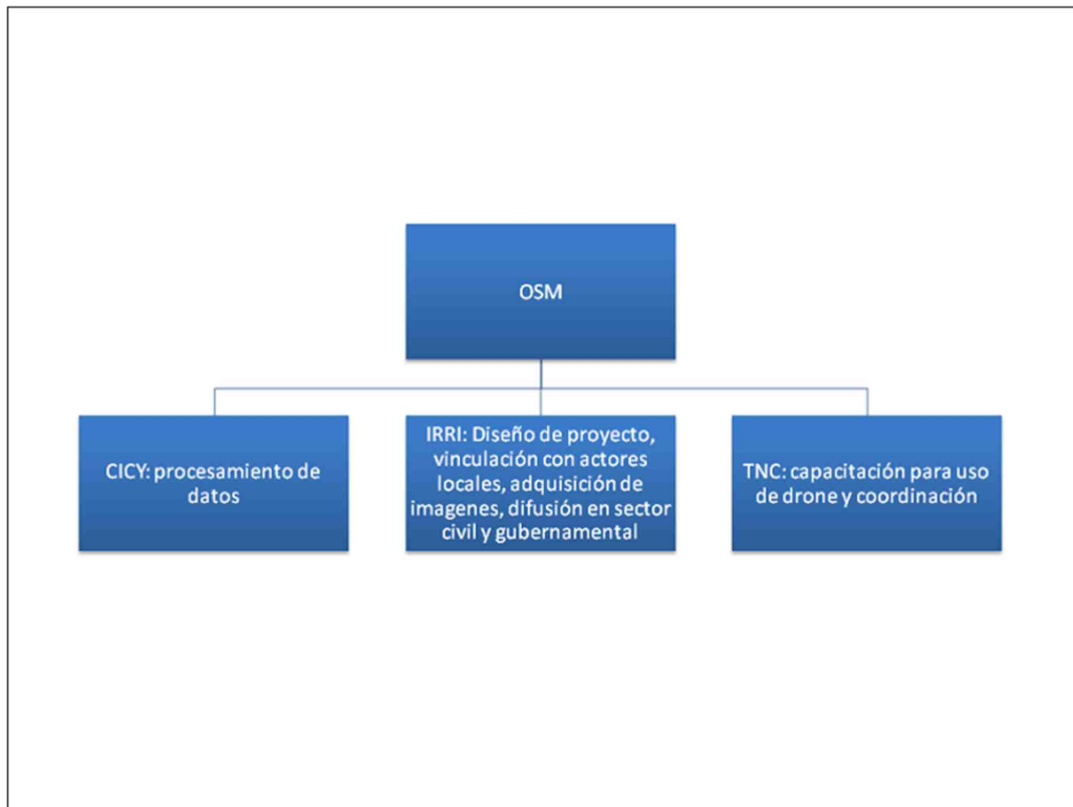 OSM
CICY: procesamiento de
datos
IRRI: Diseño de proyecto,
vinculación con actores
locales, adquisición de
imagenes, difusión en sector
civil y gubernamental
TNC: capacitación para uso
de drone y coordinación